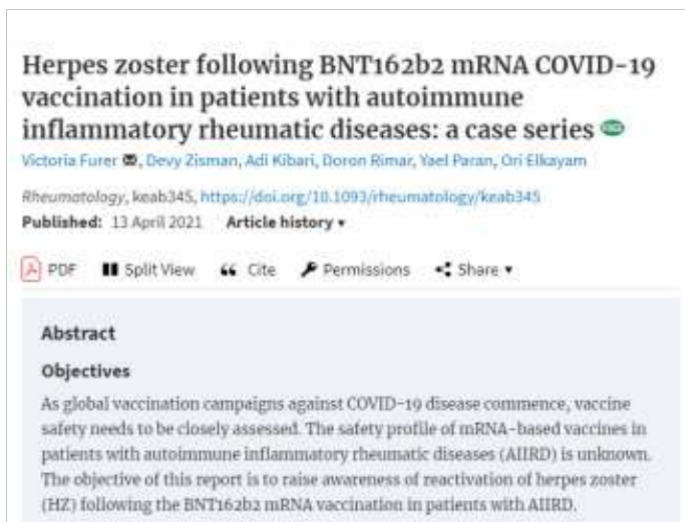 Herpes zoster following BNT162b2 mRNA COVID-19
vaccination in patients with autoimmune
inflammatory rheumatic diseases: a case series
Victoria Furer, Devy Zisman, Adi Kibari, Doron Rimar, Yael Paran, Ori Elkayam
Rheumatology, keab345, https://doi.org/10.1093/rheumatology/keab345
Published: 13 April 2021 Article history ▾
PDF Split View Cite Permissions Share ▾
Abstract
Objectives
As global vaccination campaigns against COVID-19 disease commence, vaccine
safety needs to be closely assessed. The safety profile of mRNA-based vaccines in
patients with autoimmune inflammatory rheumatic diseases (AIIRD) is unknown.
The objective of this report is to raise awareness of reactivation of herpes zoster
(HZ) following the BNT162b2 mRNA vaccination in patients with AIIRD.